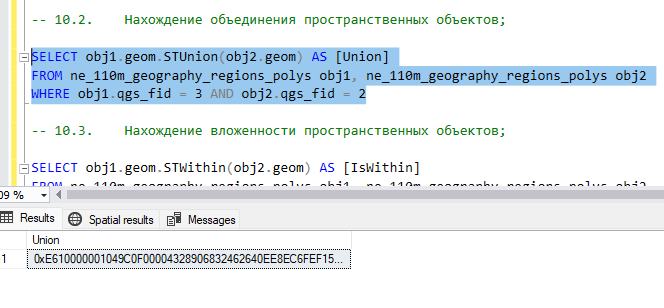 -- 10.2. Нахождение объединения пространственных объектов;
SELECT obj1.geom.STUnion(obj2.geom) AS [Union]
FROM ne_110m_geography_regions_polys obj1, ne_110m_geography_regions_polys obj2
WHERE obj1.qgs_fid = 3 AND obj2.qgs_fid = 2
-- 10.3. Нахождение вложенности пространственных объектов;
SELECT obj1.geom.STWithin(obj2.geom) AS [IsWithin]
FROM ne_110m_geography_regions_polys obj1, ne_110m_geography_regions_polys obj2
09 %
Results Spatial results Messages
Union
1 0xE610000001049C0F00004328906832462640EE8EC6FEF15...